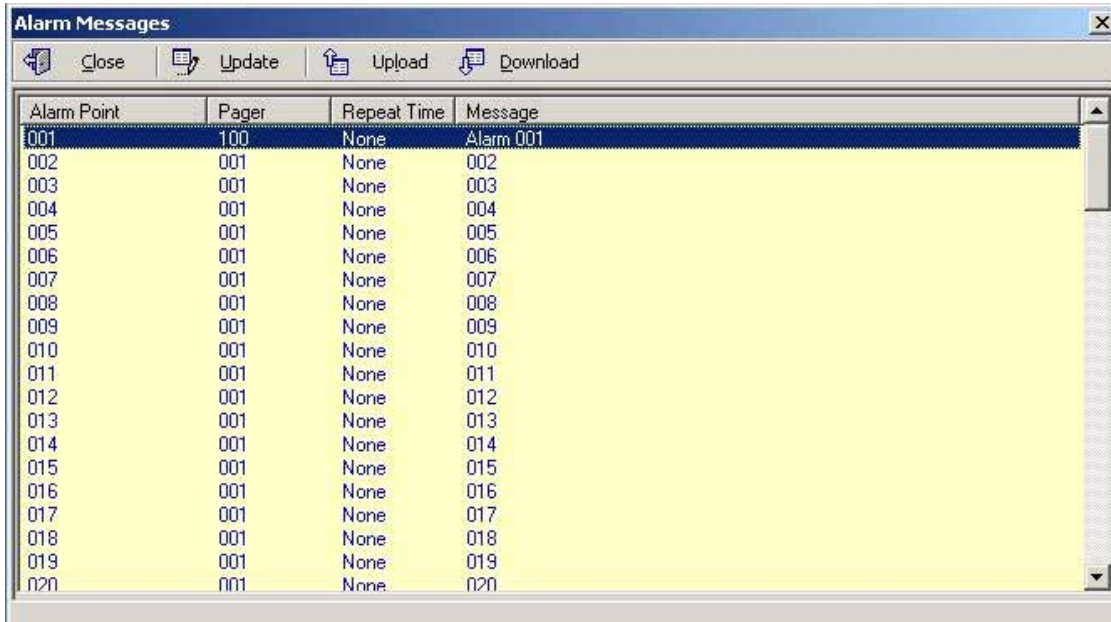 Alarm Messages
Close Update Upload Download
Alarm Point Pager Repeat Time Message
001 100 None Alarm 001
002 001 None 002
003 001 None 003
004 001 None 004
005 001 None 005
006 001 None 006
007 001 None 007
008 001 None 008
009 001 None 009
010 001 None 010
011 001 None 011
012 001 None 012
013 001 None 013
014 001 None 014
015 001 None 015
016 001 None 016
017 001 None 017
018 001 None 018
019 001 None 019
020 001 None 020